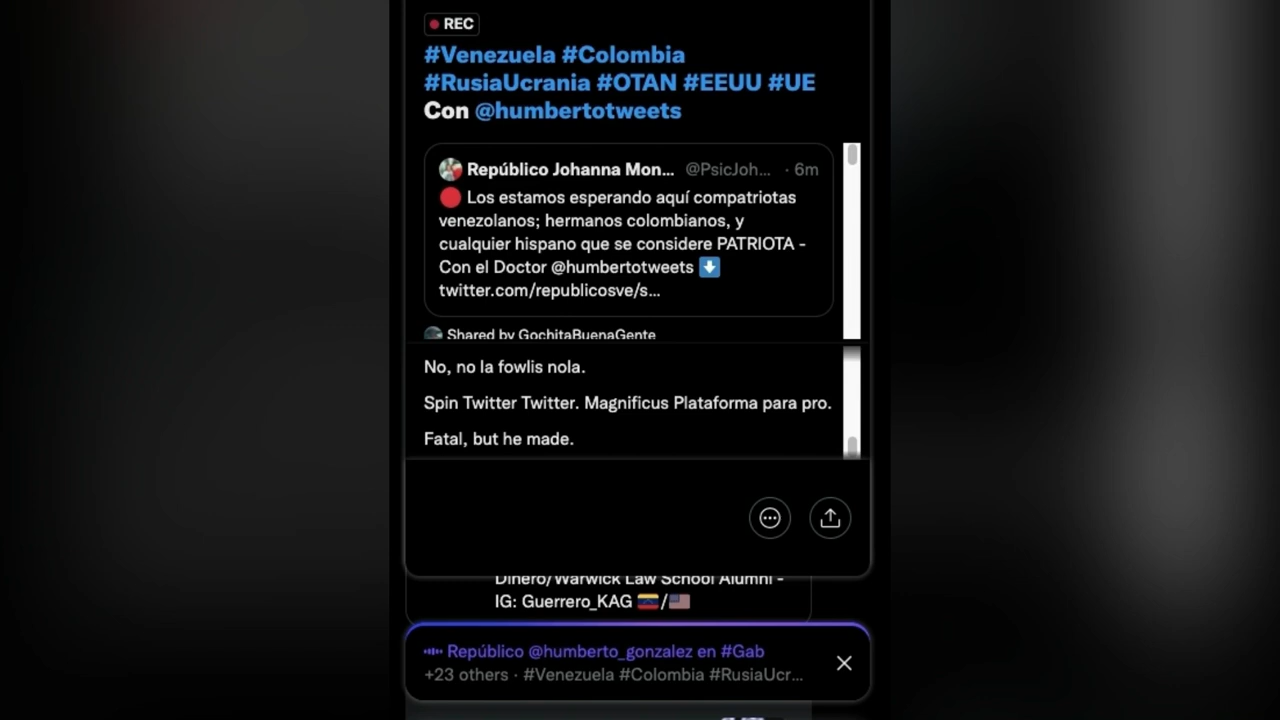 REC
#Venezuela #Colombia
#RusiaUcrania #OTAN #EEUU #UE
Con @humbertotweets
Repúblico Johanna Mon... @PsicJoh... · 6m
🔴 Los estamos esperando aquí compatriotas
venezolanos; hermanos colombianos, y
cualquier hispano que se considere PATRIOTA -
Con el Doctor @humbertotweets ⬇️
twitter.com/republicosve/s...
Shared by GochitaBuenaGente
No, no la fowlis nola.
Spin Twitter Twitter. Magnificus Plataforma para pro.
Fatal, but he made.
Dinero/Warwick Law School Alumni -
IG: Guerrero_KAG 🇻🇪/🇺🇸
Repúblico @humberto_gonzalez en #Gab
+23 others · #Venezuela #Colombia #RusiaUcr...